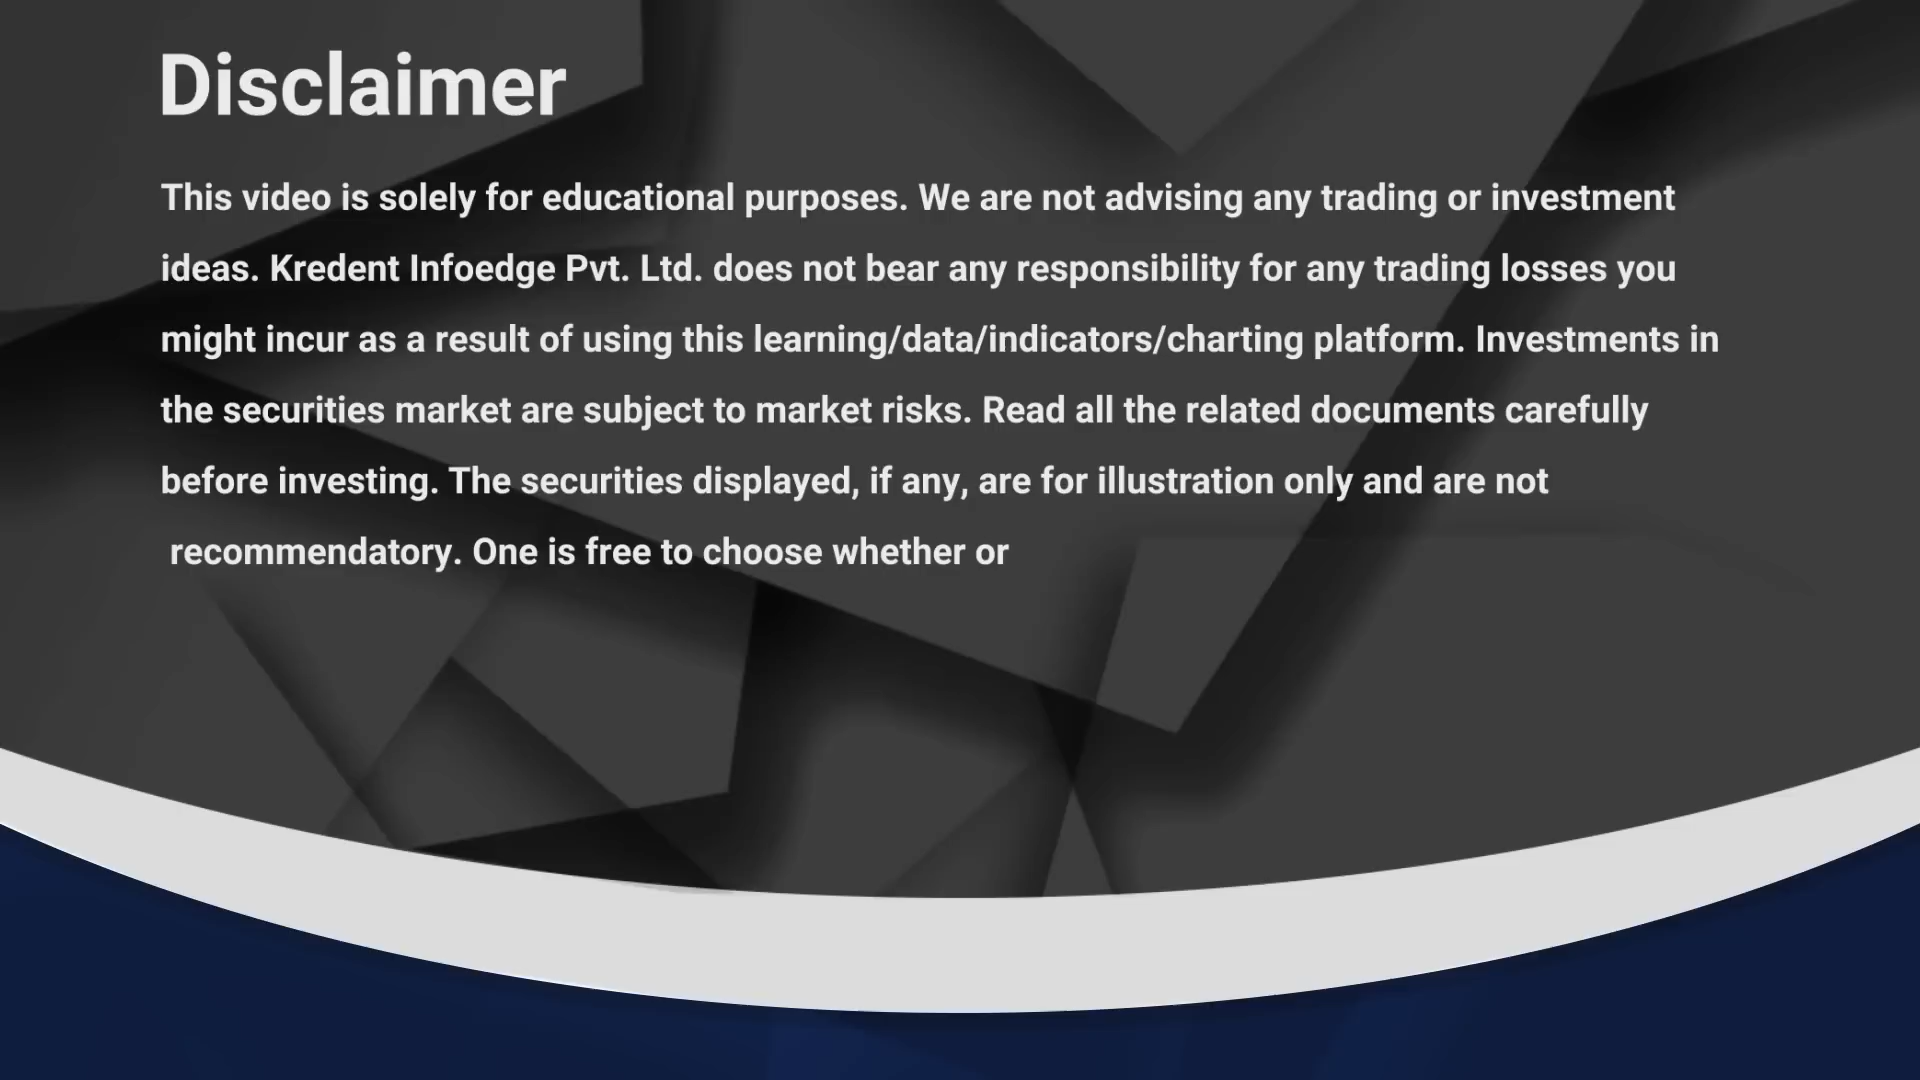 Disclaimer
This video is solely for educational purposes. We are not advising any trading or investment
ideas. Kredent Infoedge Pvt. Ltd. does not bear any responsibility for any trading losses you
might incur as a result of using this learning/data/indicators/charting platform. Investments in
the securities market are subject to market risks. Read all the related documents carefully
before investing. The securities displayed, if any, are for illustration only and are not
recommendatory. One is free to choose whether or